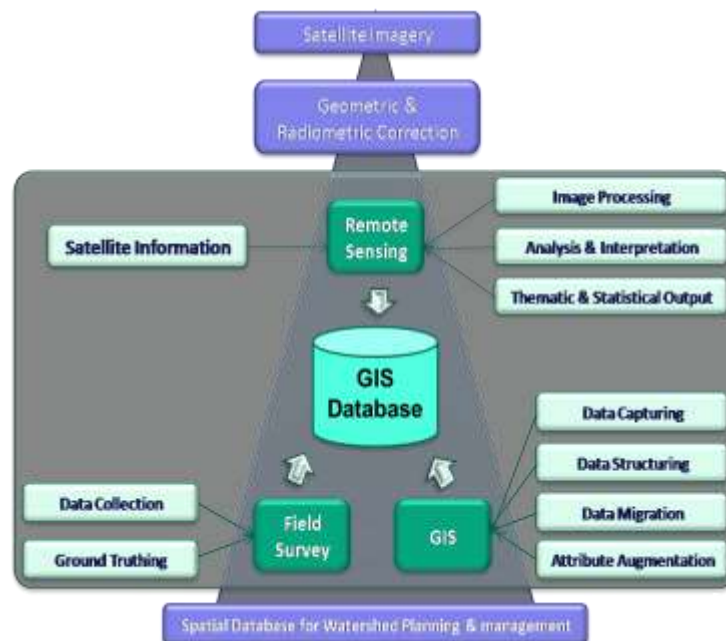 Satellite Imagery
Geometric &
Radiometric Correction
Image Processing
Remote
Sensing
Satellite Information
Analysis & Interpretation
Thematic & Statistical Output
GIS
Database
Data Capturing
Data Structuring
Data Collection
Data Migration
Field
Survey
GIS
Ground Truthing
Attribute Augmentation
Spatial Database for Watershed Planning & management